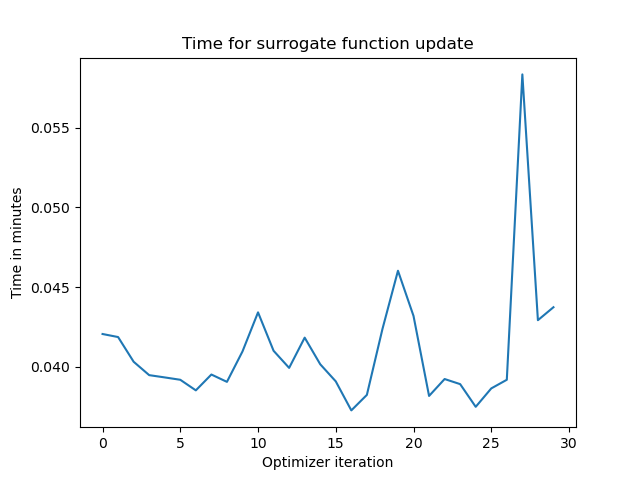 Time for surrogate function update
0.055
0.050
0.045
0.040
Time in minutes
0 5 10 15 20 25 30
Optimizer iteration